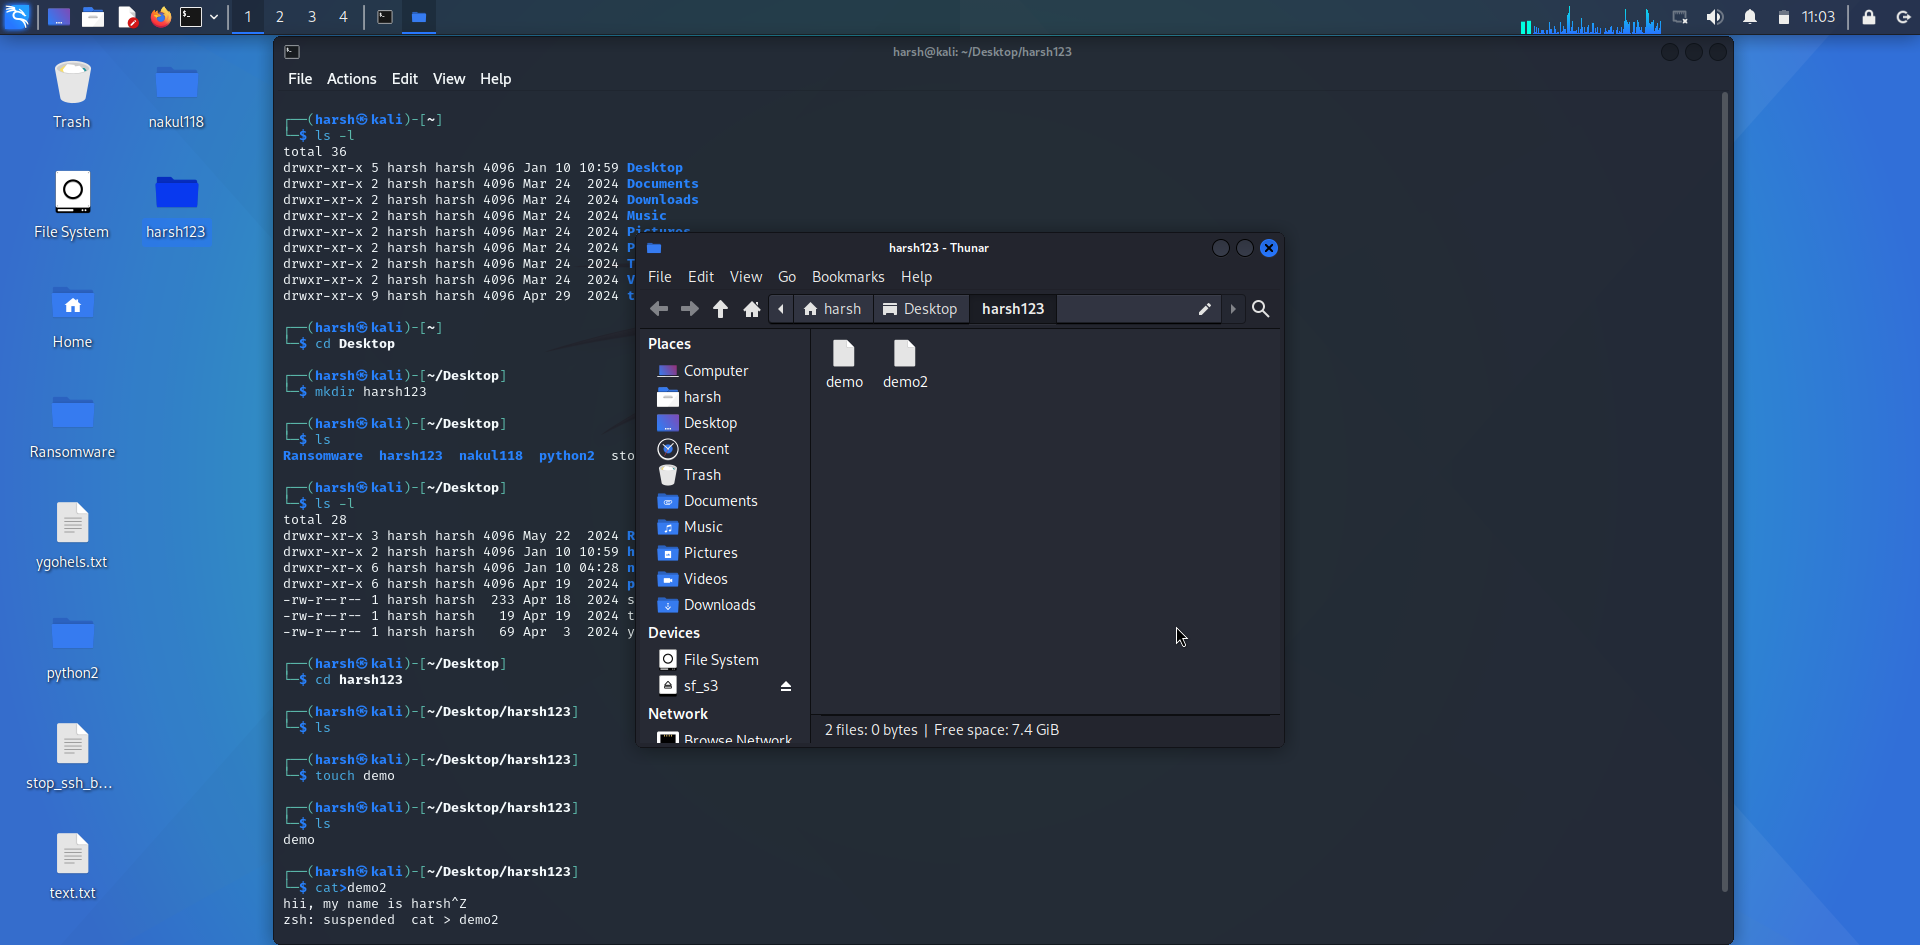 1 2 3 4 11:03
Trash
nakul118
File System
harsh123
Home
Ransomware
ygohels.txt
python2
stop_ssh_b...
text.txt
harsh@kali: ~/Desktop/harsh123
File Actions Edit View Help
┌──(harsh㉿kali)-[~]
└─$ ls -l
total 36
drwxr-xr-x 5 harsh harsh 4096 Jan 10 10:59 Desktop
drwxr-xr-x 2 harsh harsh 4096 Mar 24  2024 Documents
drwxr-xr-x 2 harsh harsh 4096 Mar 24  2024 Downloads
drwxr-xr-x 2 harsh harsh 4096 Mar 24  2024 Music
drwxr-xr-x 2 harsh harsh 4096 Mar 24  2024 Pictures
drwxr-xr-x 2 harsh harsh 4096 Mar 24  2024 P
drwxr-xr-x 2 harsh harsh 4096 Mar 24  2024 T
drwxr-xr-x 2 harsh harsh 4096 Mar 24  2024 V
drwxr-xr-x 9 harsh harsh 4096 Apr 29  2024 t
┌──(harsh㉿kali)-[~]
└─$ cd Desktop
┌──(harsh㉿kali)-[~/Desktop]
└─$ mkdir harsh123
┌──(harsh㉿kali)-[~/Desktop]
└─$ ls
Ransomware  harsh123  nakul118  python2  sto
┌──(harsh㉿kali)-[~/Desktop]
└─$ ls -l
total 28
drwxr-xr-x 3 harsh harsh 4096 May 22  2024 R
drwxr-xr-x 2 harsh harsh 4096 Jan 10 10:59 h
drwxr-xr-x 6 harsh harsh 4096 Jan 10 04:28 n
drwxr-xr-x 6 harsh harsh 4096 Apr 19  2024 p
-rw-r--r-- 1 harsh harsh  233 Apr 18  2024 s
-rw-r--r-- 1 harsh harsh   19 Apr 19  2024 t
-rw-r--r-- 1 harsh harsh   69 Apr  3  2024 y
┌──(harsh㉿kali)-[~/Desktop]
└─$ cd harsh123
┌──(harsh㉿kali)-[~/Desktop/harsh123]
└─$ ls
┌──(harsh㉿kali)-[~/Desktop/harsh123]
└─$ touch demo
┌──(harsh㉿kali)-[~/Desktop/harsh123]
└─$ ls
demo
┌──(harsh㉿kali)-[~/Desktop/harsh123]
└─$ cat>demo2
hii, my name is harsh^Z
zsh: suspended  cat > demo2
harsh123 - Thunar
File Edit View Go Bookmarks Help
harsh Desktop harsh123
Places
Computer
harsh
Desktop
Recent
Trash
Documents
Music
Pictures
Videos
Downloads
Devices
File System
sf_s3
Network
Browse Network
demo demo2
2 files: 0 bytes | Free space: 7.4 GiB